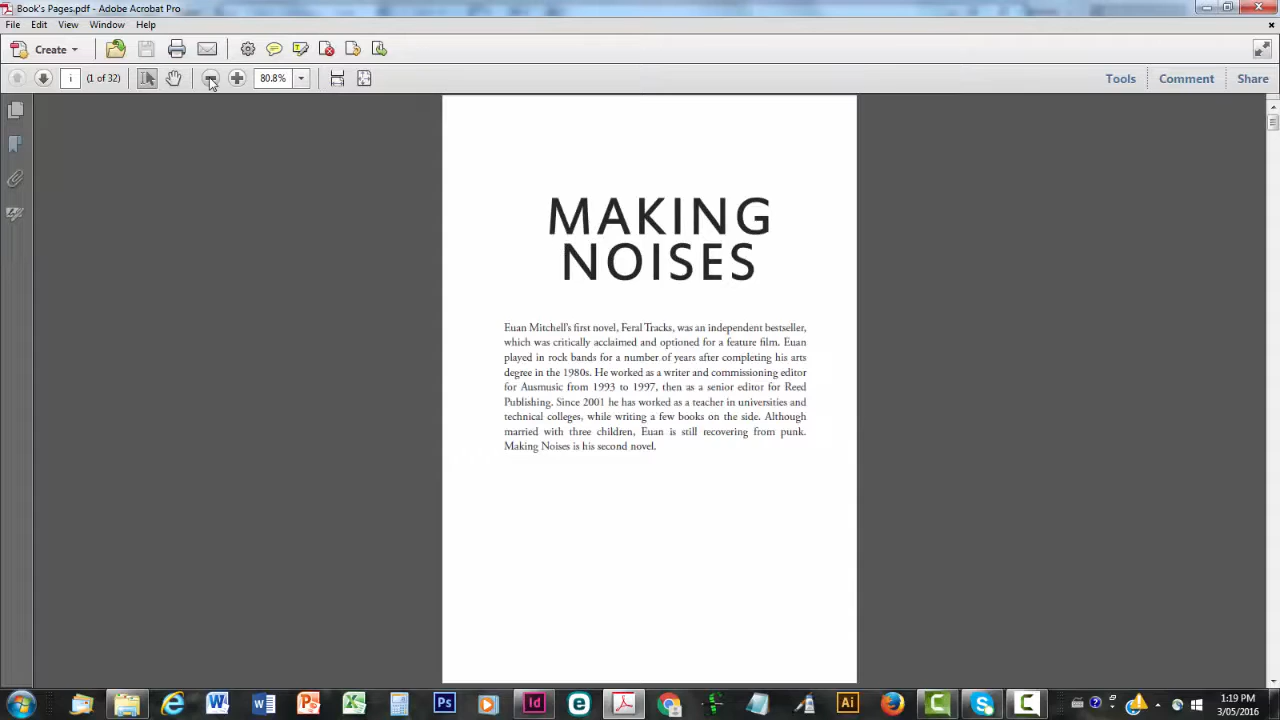 Book's Pages.pdf - Adobe Acrobat Pro
File Edit View Window Help
Create
i (1 of 32) 80.8% Tools Comment Share
MAKING
NOISES
Euan Mitchell's first novel, Feral Tracks, was an independent bestseller,
which was critically acclaimed and optioned for a feature film. Euan
played in rock bands for a number of years after completing his arts
degree in the 1980s. He worked as a writer and commissioning editor
for Ausmusic from 1993 to 1997, then as a senior editor for Reed
Publishing. Since 2001 he has worked as a teacher in universities and
technical colleges, while writing a few books on the side. Although
married with three children, Euan is still recovering from punk.
Making Noises is his second novel.
Ps Id Ai
1:19 PM
3/05/2016